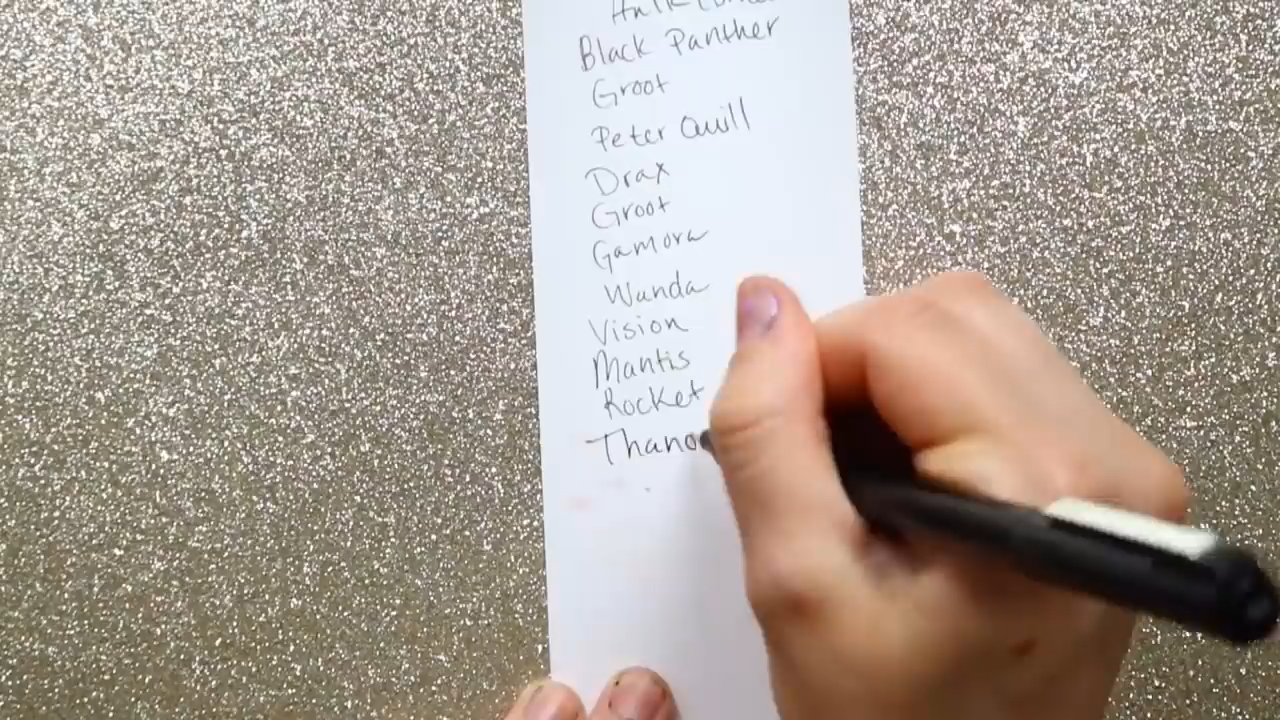 Black Panther
Groot
Peter Quill
Drax
Groot
Gamora
Wanda
Vision
Mantis
Rocket
Thano